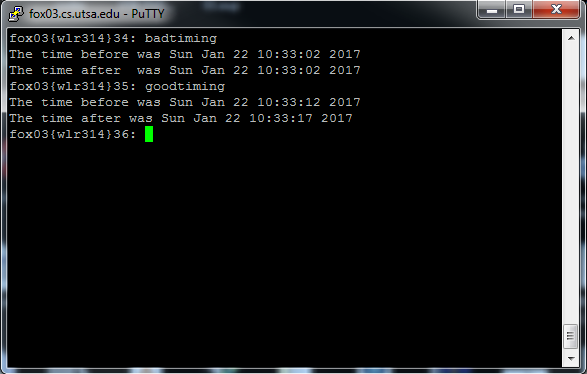 fox03.cs.utsa.edu - PuTTY
fox03{wlr314}34: badtiming
The time before was Sun Jan 22 10:33:02 2017
The time after  was Sun Jan 22 10:33:02 2017
fox03{wlr314}35: goodtiming
The time before was Sun Jan 22 10:33:12 2017
The time after was Sun Jan 22 10:33:17 2017
fox03{wlr314}36: